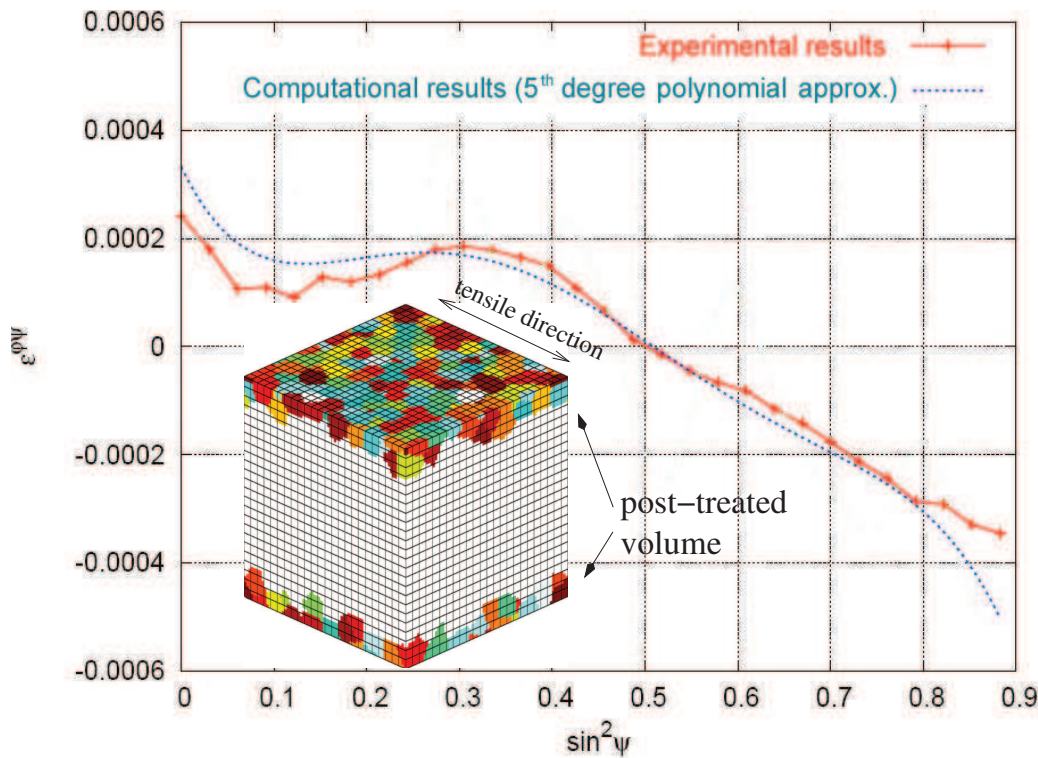 0.0006
Experimental results
Computational results (5th degree polynomial approx.)
0.0004
0.0002
tensile direction
0
εϕψ
-0.0002
post-treated
volume
-0.0004
-0.0006
0 0.1 0.2 0.3 0.4 0.5 0.6 0.7 0.8 0.9
sin²ψ